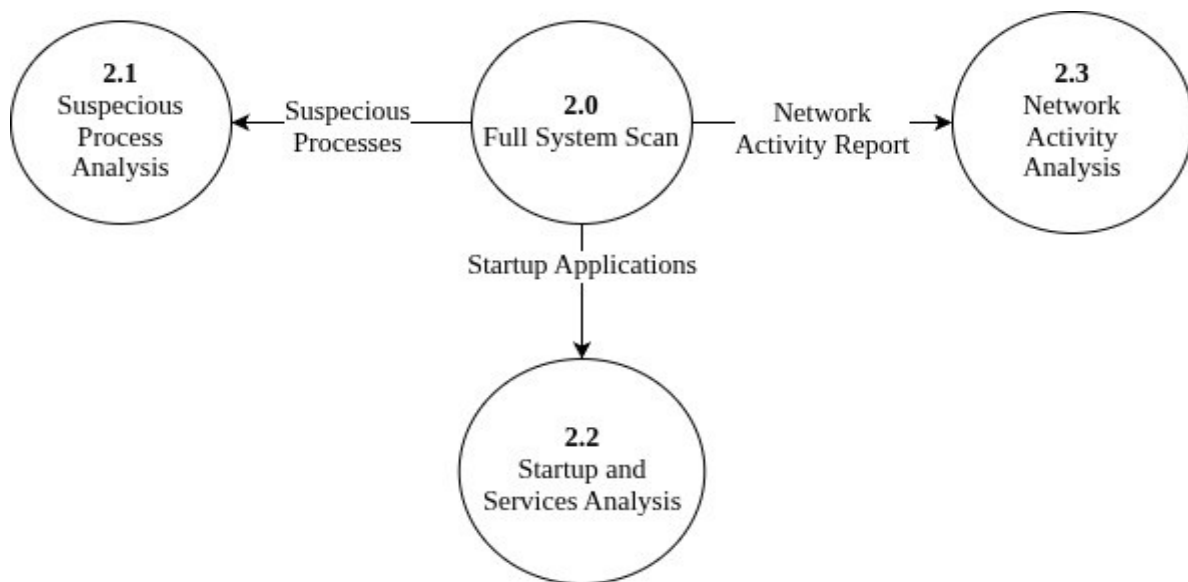 2.1
Suspecious
Process
Analysis
Suspecious
Processes
2.0
Full System Scan
Network
Activity Report
2.3
Network
Activity
Analysis
Startup Applications
2.2
Startup and
Services Analysis